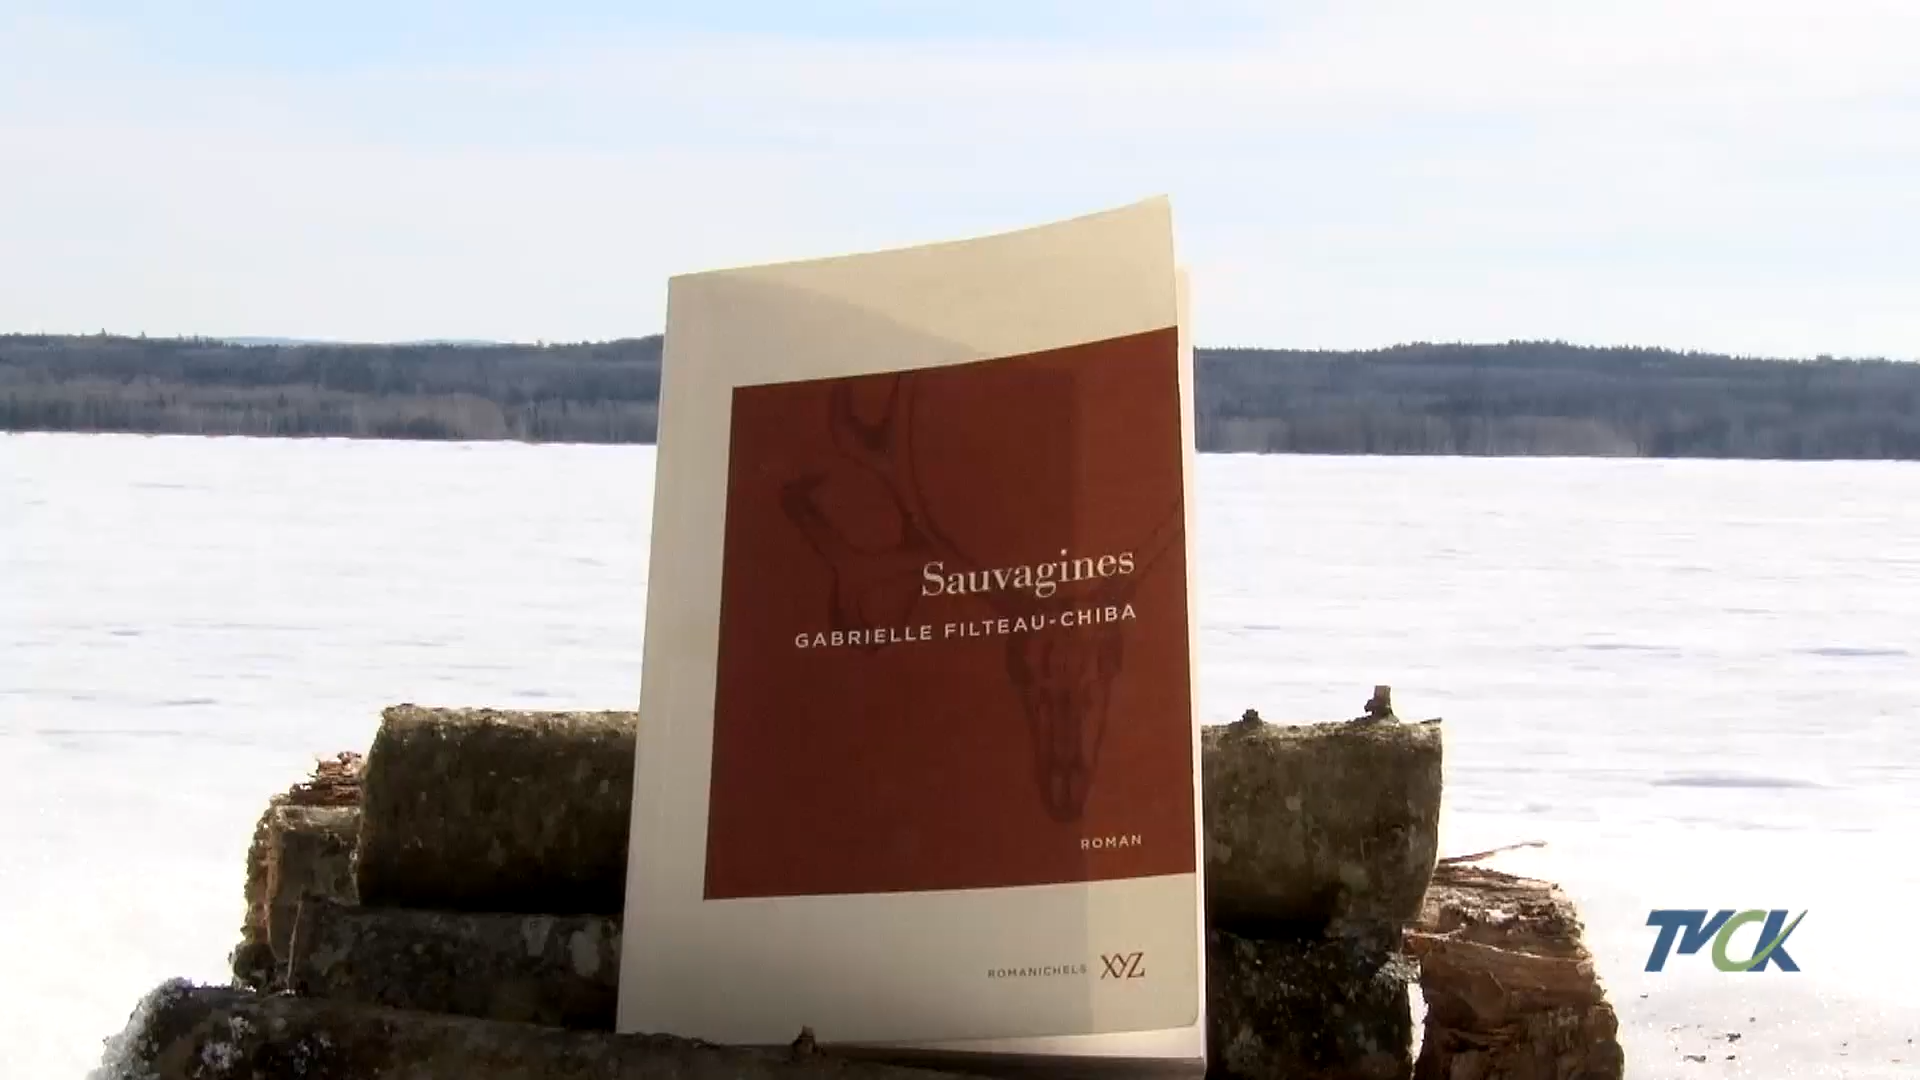 Sauvagines
GABRIELLE FILTEAU-CHIBA
ROMAN
ROMANICHELS XYZ
TVCK